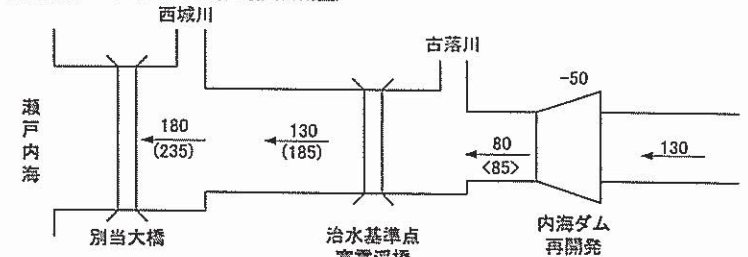 西城川
古落川
-50
瀬戸内海
180
(235)
130
(185)
80
<85>
130
別当大橋
治水基準点
内海ダム
再開発